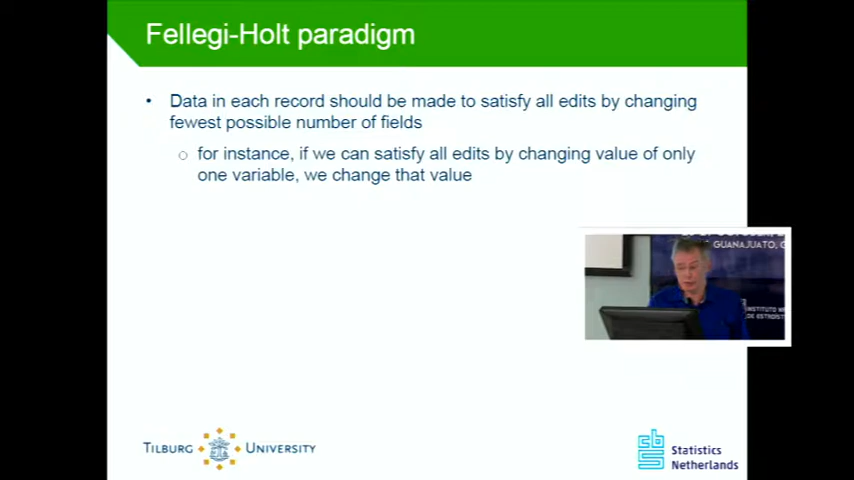 Fellegi-Holt paradigm
• Data in each record should be made to satisfy all edits by changing
fewest possible number of fields
○ for instance, if we can satisfy all edits by changing value of only
one variable, we change that value
GUANAJUATO,
INSTITUTO
TILBURG UNIVERSITY
Statistics
Netherlands